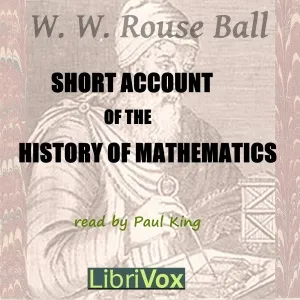 W. W. Rouse Ball
SHORT ACCOUNT
OF THE
HISTORY OF MATHEMATICS
read by Paul King
LibriVox